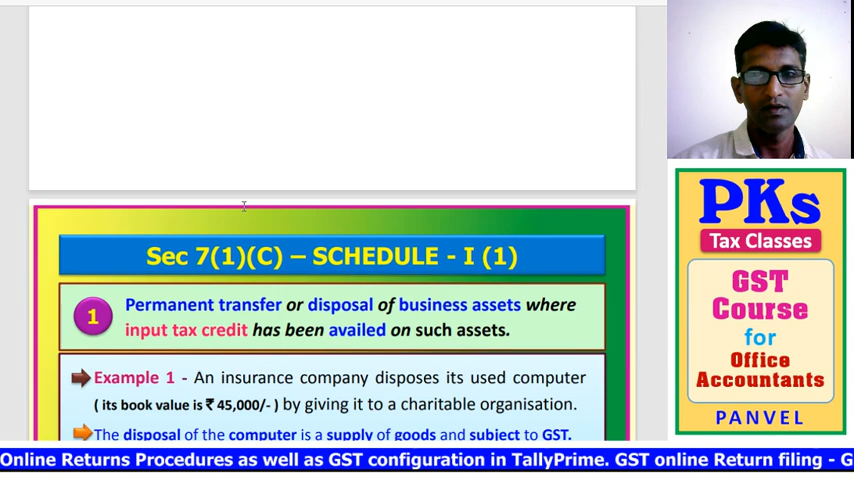 Sec 7(1)(C) – SCHEDULE - I (1)
1
Permanent transfer or disposal of business assets where
input tax credit has been availed on such assets.
Example 1 - An insurance company disposes its used computer
( its book value is ₹ 45,000/- ) by giving it to a charitable organisation.
The disposal of the computer is a supply of goods and subject to GST.
PKs
Tax Classes
GST
Course
for
Office
Accountants
PANVEL
Online Returns Procedures as well as GST configuration in TallyPrime. GST online Return filing - G